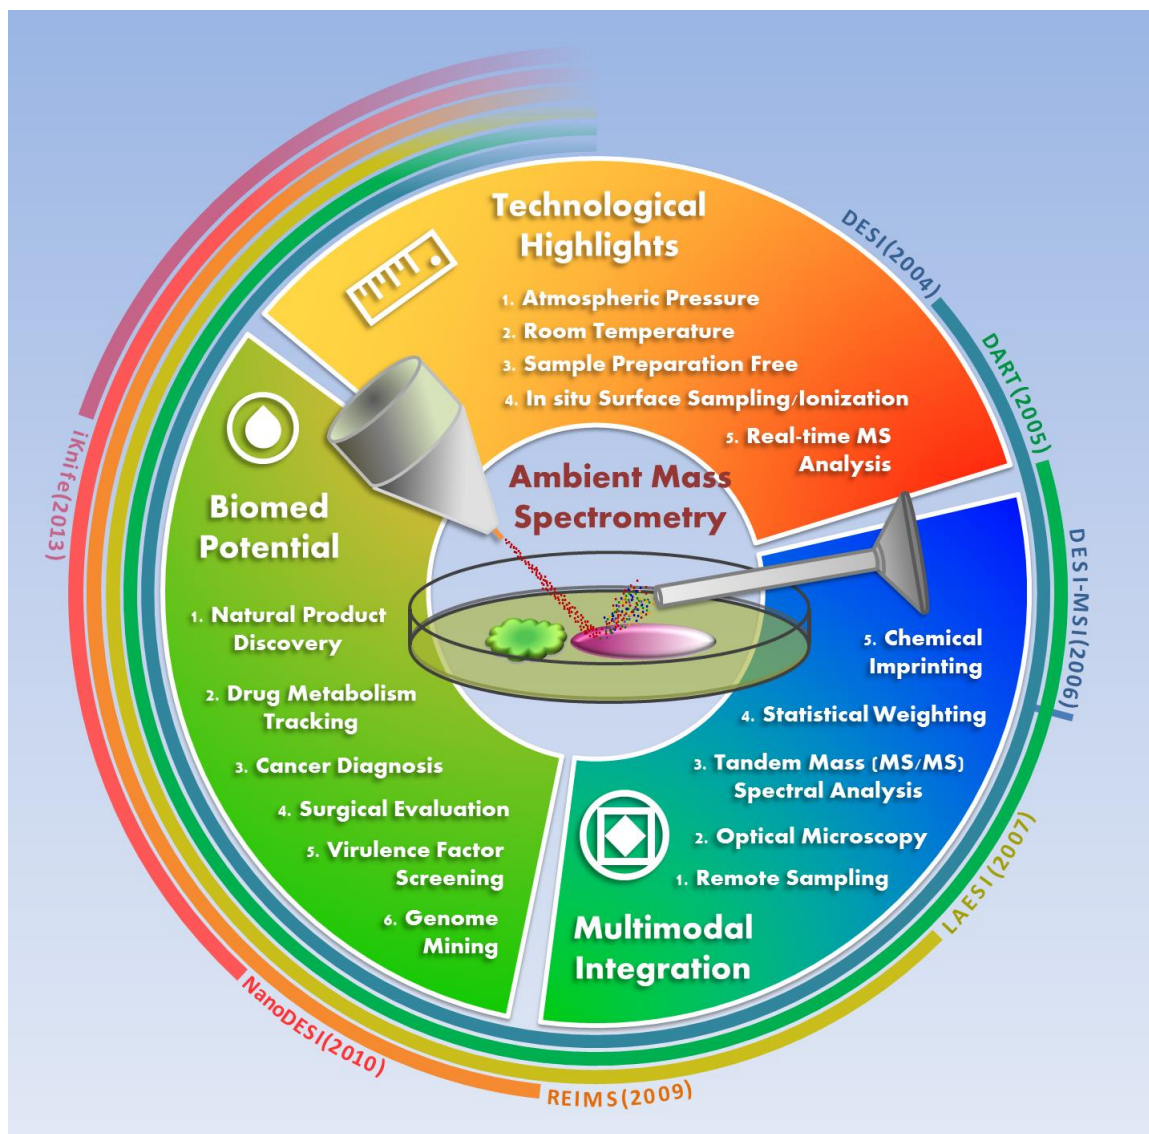 Technological
Highlights
1. Atmospheric Pressure
2. Room Temperature
3. Sample Preparation Free
4. In situ Surface Sampling/Ionization
5. Real-time MS
Analysis
Ambient Mass
Spectrometry
Biomed
Potential
1. Natural Product
Discovery
2. Drug Metabolism
Tracking
3. Cancer Diagnosis
4. Surgical Evaluation
5. Virulence Factor
Screening
6. Genome
Mining
5. Chemical
Imprinting
4. Statistical Weighting
3. Tandem Mass (MS/MS)
Spectral Analysis
2. Optical Microscopy
1. Remote Sampling
Multimodal
Integration
DESI(2004)
DART(2005)
DESI-MSI(2006)
LAESI(2007)
REIMS(2009)
NanoDESI(2010)
iKnife(2013)